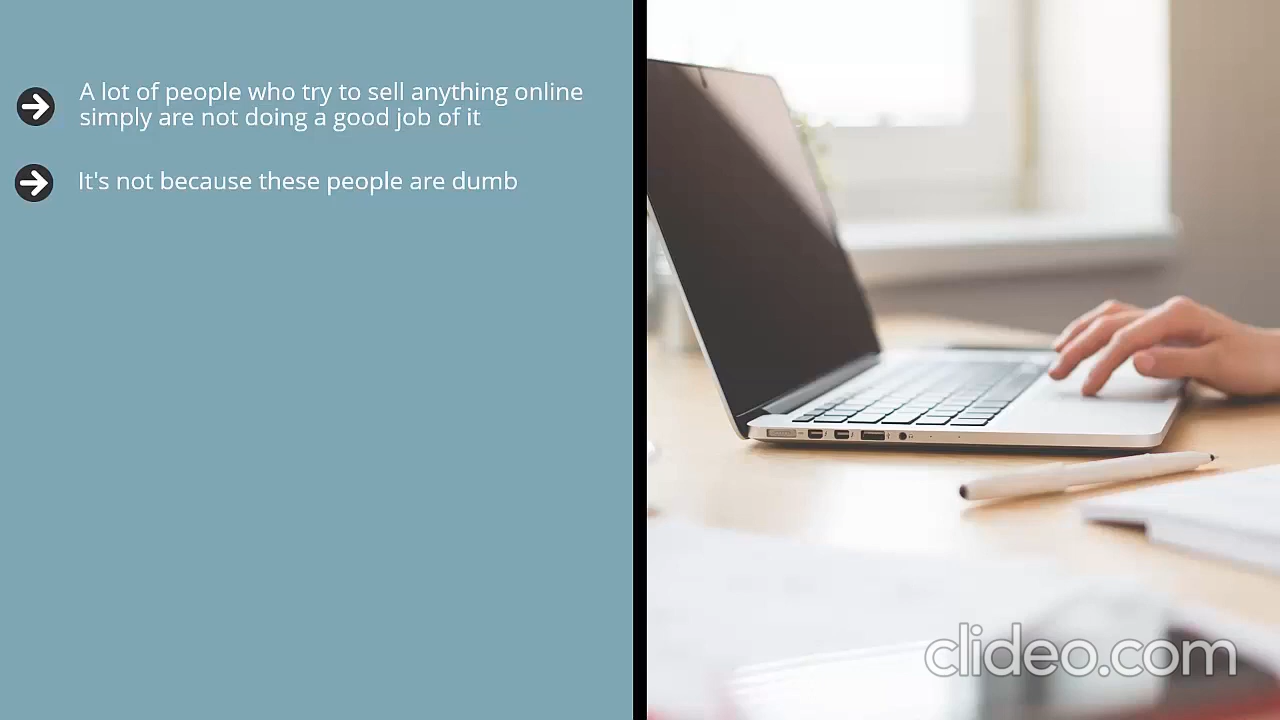 A lot of people who try to sell anything online
simply are not doing a good job of it
It's not because these people are dumb
clideo.com